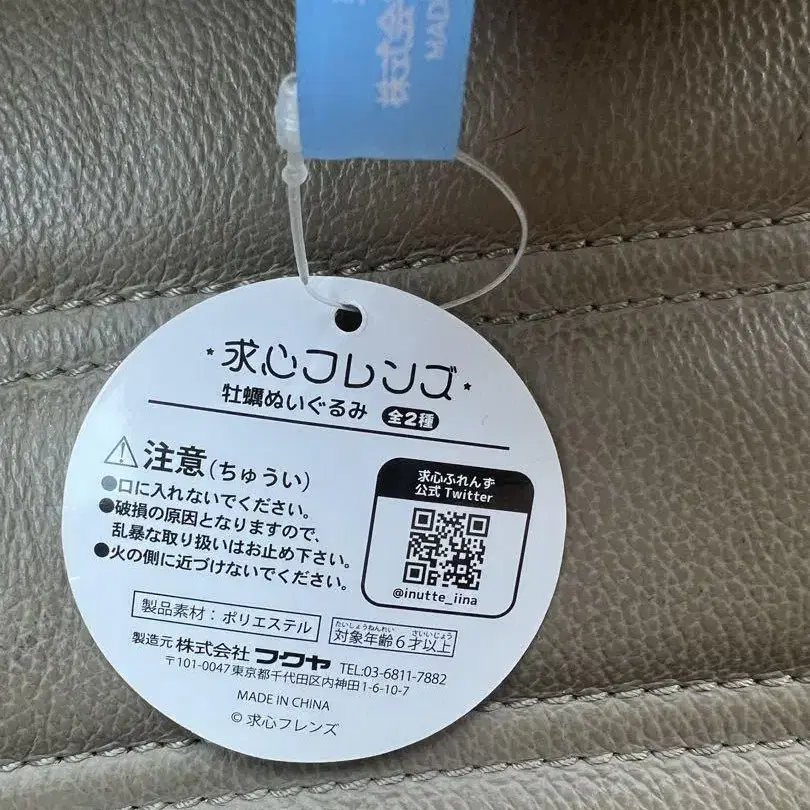 株式会
MAD
求心フレンズ
牡蠣ぬいぐるみ 全2種
注意(ちゅうい)
●口に入れないでください。
●破損の原因となりますので、
乱暴な取り扱いはお止め下さい。
●火の側に近づけないでください。
求心ふれんず
公式 Twitter
@inutte_iina
製品素材：ポリエステル
たいしょうねんれい さいいじょう
対象年齢6才以上
製造元 株式会社 フクヤ
〒101-0047 東京都千代田区内神田1-6-10-7 TEL:03-6811-7882
MADE IN CHINA
© 求心フレンズ